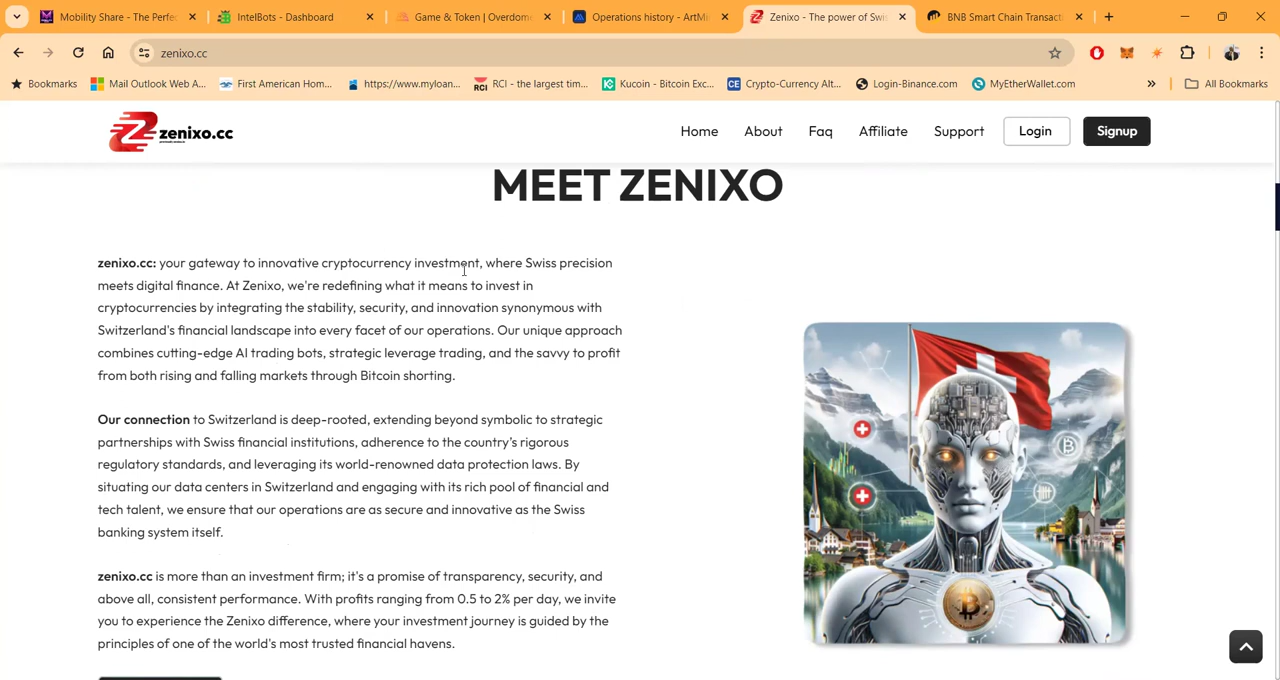 Mobility Share - The Perfec
IntelBots - Dashboard
Game & Token | Overdom
Operations history - ArtMi
Zenixo - The power of Swi
BNB Smart Chain Transact
zenixo.cc
Bookmarks
Mail Outlook Web A...
First American Hom...
https://www.myloan...
RCI - the largest tim...
Kucoin - Bitcoin Exc...
Crypto-Currency Alt...
Login-Binance.com
MyEtherWallet.com
»
All Bookmarks
zenixo.cc
Home
About
Faq
Affiliate
Support
Login
Signup
MEET ZENIXO
zenixo.cc: your gateway to innovative cryptocurrency investment, where Swiss precision
meets digital finance. At Zenixo, we're redefining what it means to invest in
cryptocurrencies by integrating the stability, security, and innovation synonymous with
Switzerland's financial landscape into every facet of our operations. Our unique approach
combines cutting-edge AI trading bots, strategic leverage trading, and the savvy to profit
from both rising and falling markets through Bitcoin shorting.
Our connection to Switzerland is deep-rooted, extending beyond symbolic to strategic
partnerships with Swiss financial institutions, adherence to the country's rigorous
regulatory standards, and leveraging its world-renowned data protection laws. By
situating our data centers in Switzerland and engaging with its rich pool of financial and
tech talent, we ensure that our operations are as secure and innovative as the Swiss
banking system itself.
zenixo.cc is more than an investment firm; it's a promise of transparency, security, and
above all, consistent performance. With profits ranging from 0.5 to 2% per day, we invite
you to experience the Zenixo difference, where your investment journey is guided by the
principles of one of the world's most trusted financial havens.